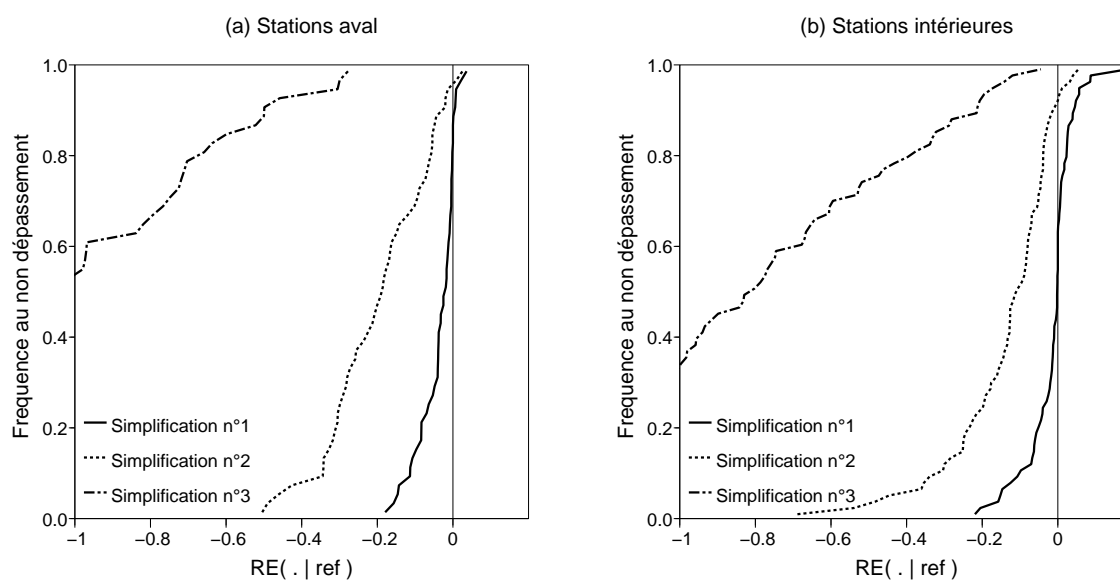 (a) Stations aval
Frequence au non dépassement
1.0
0.8
0.6
0.4
0.2
0.0
Simplification n°1
Simplification n°2
Simplification n°3
−1
−0.8
−0.6
−0.4
−0.2
0
RE( . | ref )
(b) Stations intérieures
Frequence au non dépassement
1.0
0.8
0.6
0.4
0.2
0.0
Simplification n°1
Simplification n°2
Simplification n°3
−1
−0.8
−0.6
−0.4
−0.2
0
RE( . | ref )